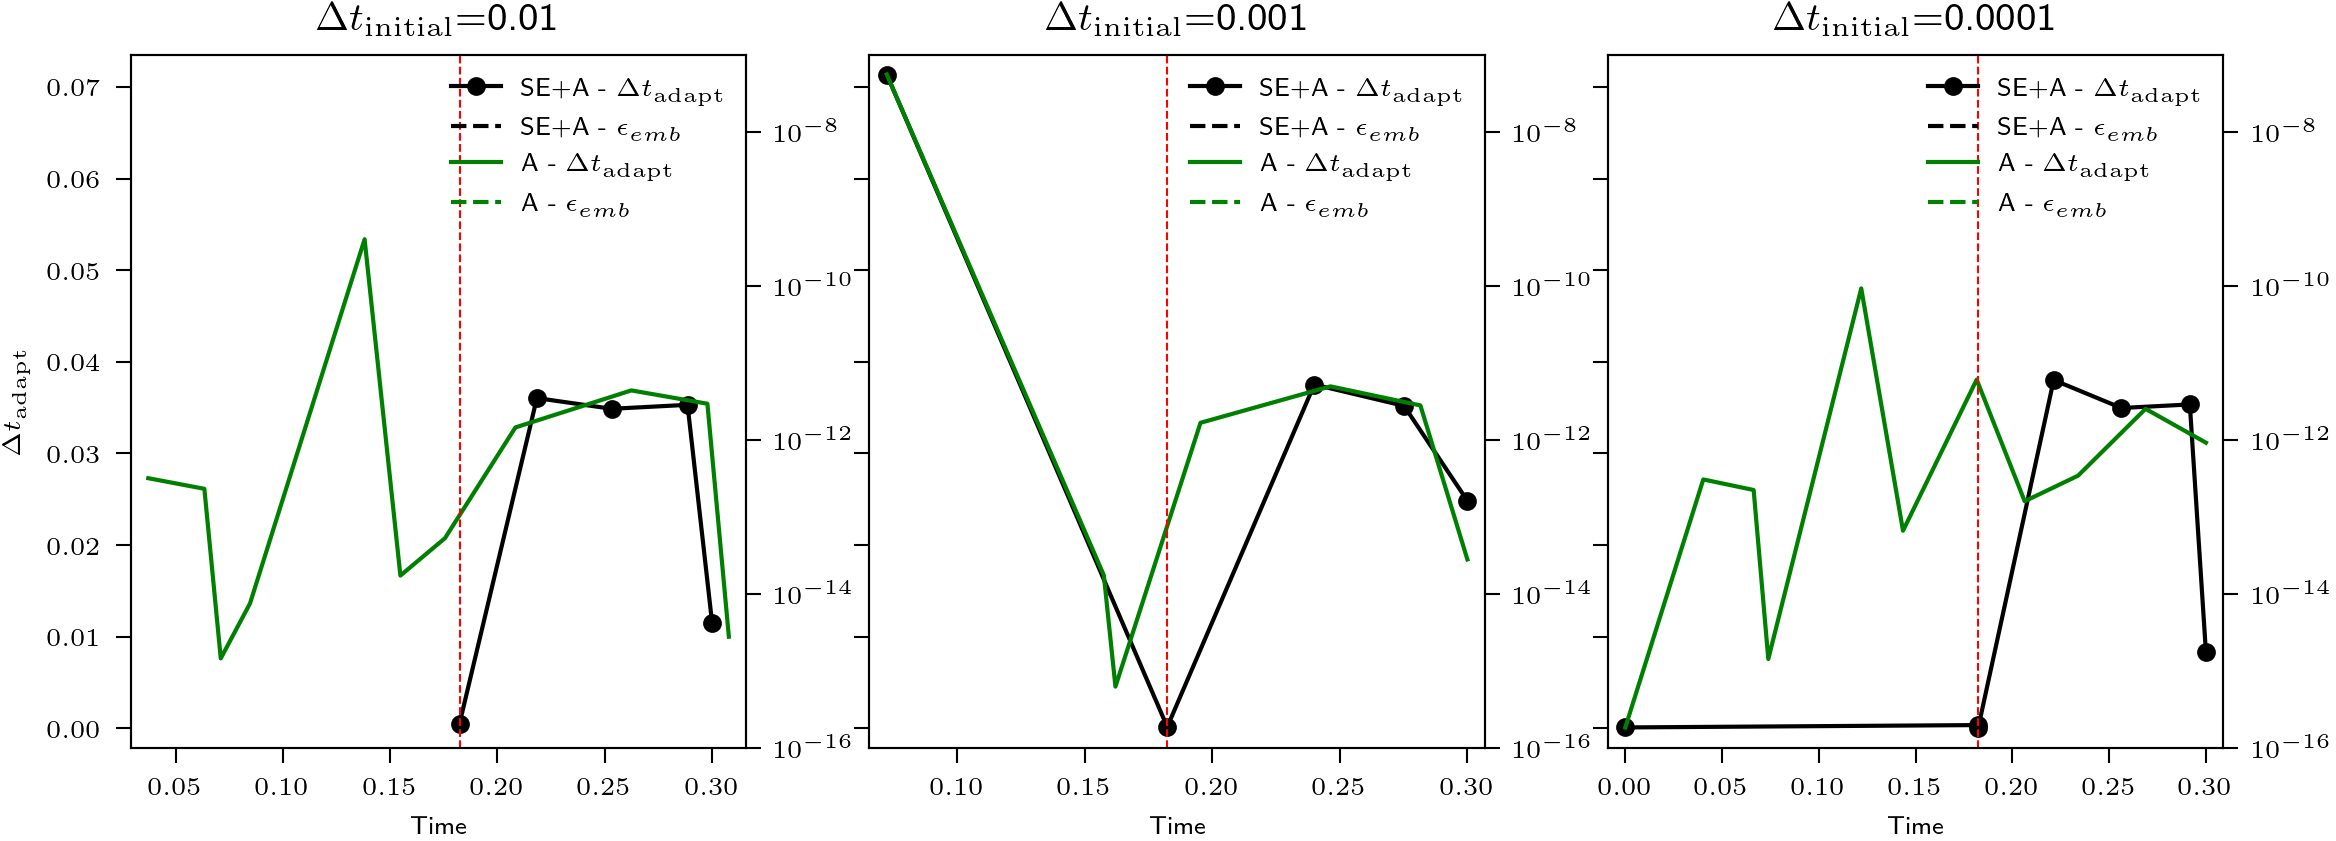 Δt_initial=0.01
Δt_initial=0.001
Δt_initial=0.0001
Δt_adapt
0.07
0.06
0.05
0.04
0.03
0.02
0.01
0.00
SE+A - Δt_adapt
SE+A - ϵ_emb
A - Δt_adapt
A - ϵ_emb
10^−8
10^−10
10^−12
10^−14
10^−16
0.05 0.10 0.15 0.20 0.25 0.30
Time
SE+A - Δt_adapt
SE+A - ϵ_emb
A - Δt_adapt
A - ϵ_emb
10^−8
10^−10
10^−12
10^−14
10^−16
0.10 0.15 0.20 0.25 0.30
Time
SE+A - Δt_adapt
SE+A - ϵ_emb
A - Δt_adapt
A - ϵ_emb
10^−8
10^−10
10^−12
10^−14
10^−16
0.00 0.05 0.10 0.15 0.20 0.25 0.30
Time